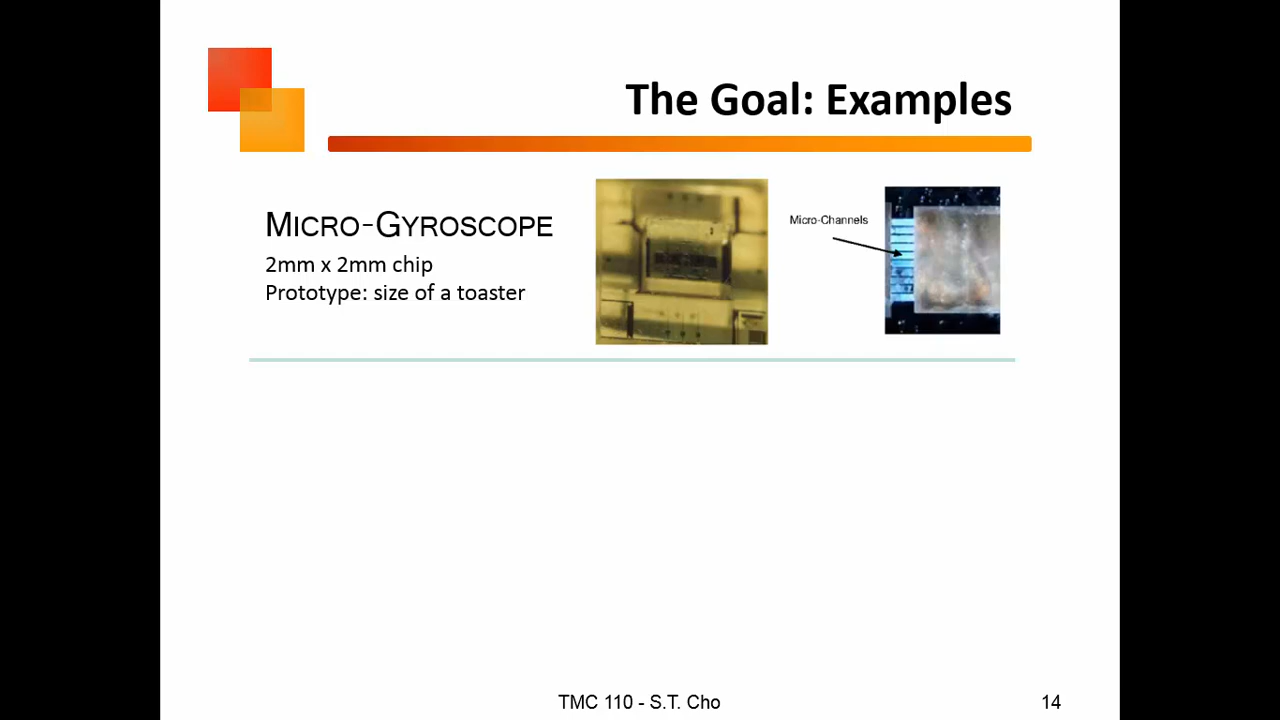 The Goal: Examples
MICRO-GYROSCOPE
2mm x 2mm chip
Prototype: size of a toaster
Micro-Channels
TMC 110 - S.T. Cho
14